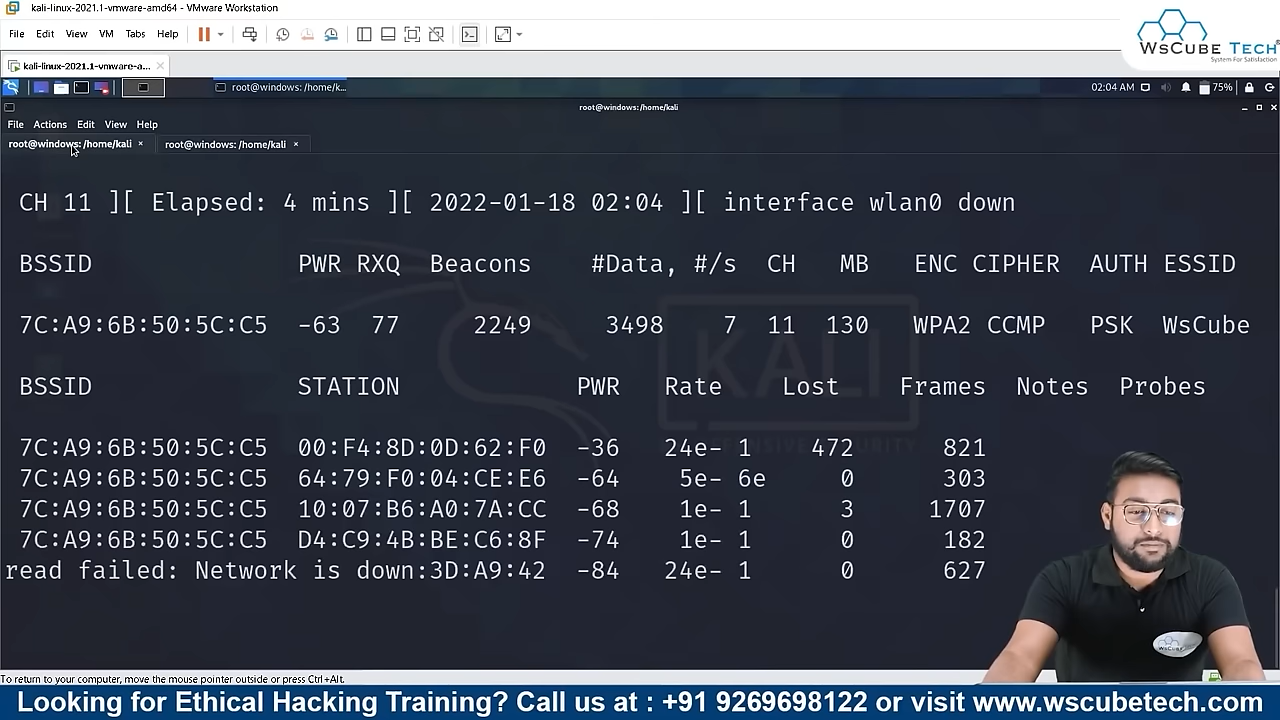 kali-linux-2021.1-vmware-amd64 - VMware Workstation
File Edit View VM Tabs Help
WsCube Tech
System For Satisfaction
kali-linux-2021.1-vmware-a...
root@windows: /home/k...
02:04 AM
75%
root@windows: /home/kali
File Actions Edit View Help
root@windows: /home/kali
root@windows: /home/kali
CH 11 ][ Elapsed: 4 mins ][ 2022-01-18 02:04 ][ interface wlan0 down
BSSID PWR RXQ Beacons #Data, #/s CH MB ENC CIPHER AUTH ESSID
7C:A9:6B:50:5C:C5 -63 77 2249 3498 7 11 130 WPA2 CCMP PSK WsCube
BSSID STATION PWR Rate Lost Frames Notes Probes
7C:A9:6B:50:5C:C5 00:F4:8D:0D:62:F0 -36 24e- 1 472 821
7C:A9:6B:50:5C:C5 64:79:F0:04:CE:E6 -64 5e- 6e 0 303
7C:A9:6B:50:5C:C5 10:07:B6:A0:7A:CC -68 1e- 1 3 1707
7C:A9:6B:50:5C:C5 D4:C9:4B:BE:C6:8F -74 1e- 1 0 182
read failed: Network is down:3D:A9:42 -84 24e- 1 0 627
KALI
WsCube
To return to your computer, move the mouse pointer outside or press Ctrl+Alt.
Looking for Ethical Hacking Training? Call us at : +91 9269698122 or visit www.wscubetech.com